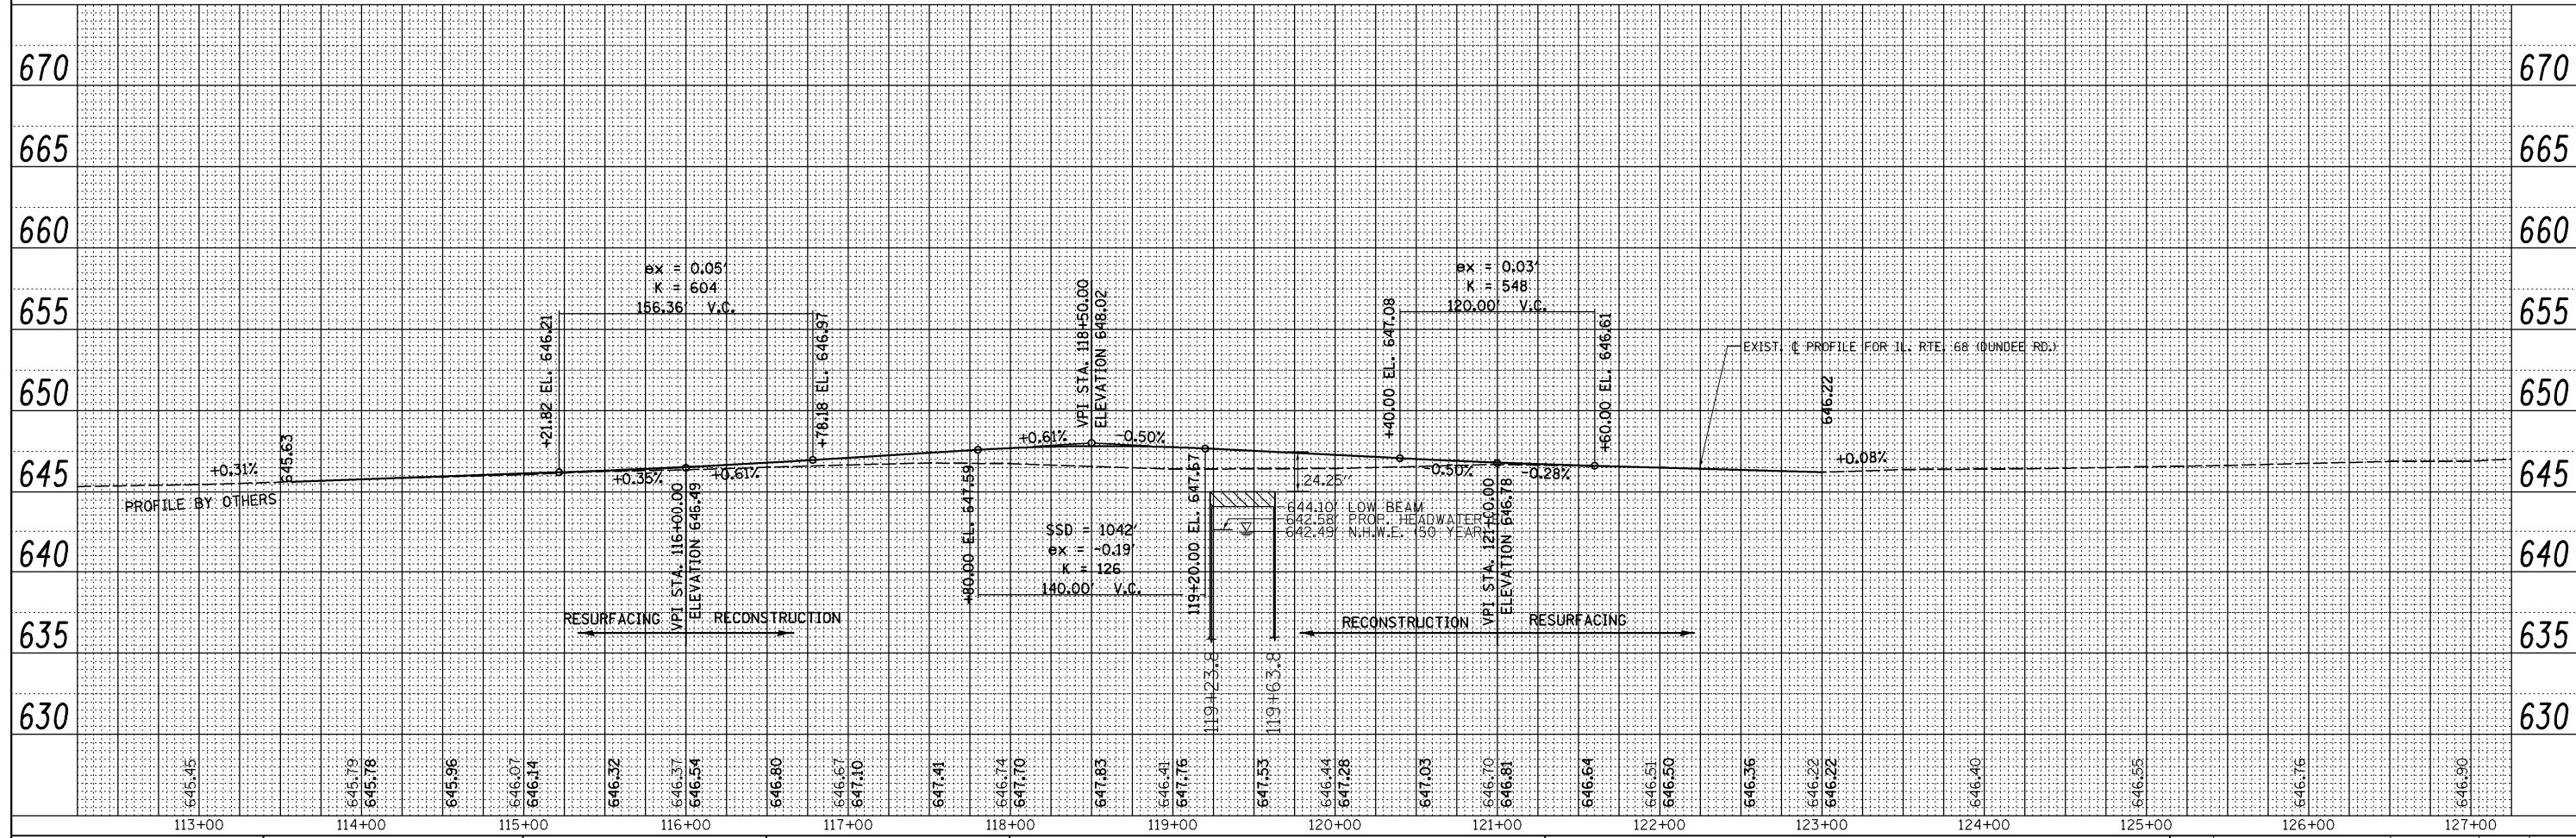 670
665
660
655
650
645
640
635
630
670
665
660
655
650
645
640
635
630
ex = 0.05'
K = 604
156.36' V.C.
+21.82 EL. 646.21
+78.18 EL. 646.97
VPI STA. 118+50.00
ELEVATION 648.02
ex = 0.03'
K = 548
120.00' V.C.
+40.00 EL. 647.08
+60.00 EL. 646.61
EXIST. ℄ PROFILE FOR IL. RTE. 68 (DUNDEE RD.)
646.22
645.63
+0.31%
PROFILE BY OTHERS
+0.35%
+0.61%
+0.61%
-0.50%
-0.50%
-0.28%
+0.08%
VPI STA. 116+00.00
ELEVATION 646.49
+80.00 EL. 647.59
SSD = 1042'
ex = -0.19'
K = 126
140.00' V.C.
119+20.00 EL. 647.67
24.25"
644.10' LOW BEAM
642.58' PROP. HEADWATER
642.49' N.H.W.E. (50 YEAR)
VPI STA. 121+00.00
ELEVATION 646.78
RESURFACING
RECONSTRUCTION
RECONSTRUCTION
RESURFACING
119+23.8
119+63.8
645.45
645.79
645.78
645.96
646.07
646.14
646.32
646.37
646.54
646.80
646.67
647.10
647.41
646.74
647.70
647.83
646.41
647.76
647.53
646.44
647.28
647.03
646.70
646.81
646.64
646.51
646.50
646.36
646.22
646.22
646.40
646.55
646.76
646.90
113+00
114+00
115+00
116+00
117+00
118+00
119+00
120+00
121+00
122+00
123+00
124+00
125+00
126+00
127+00